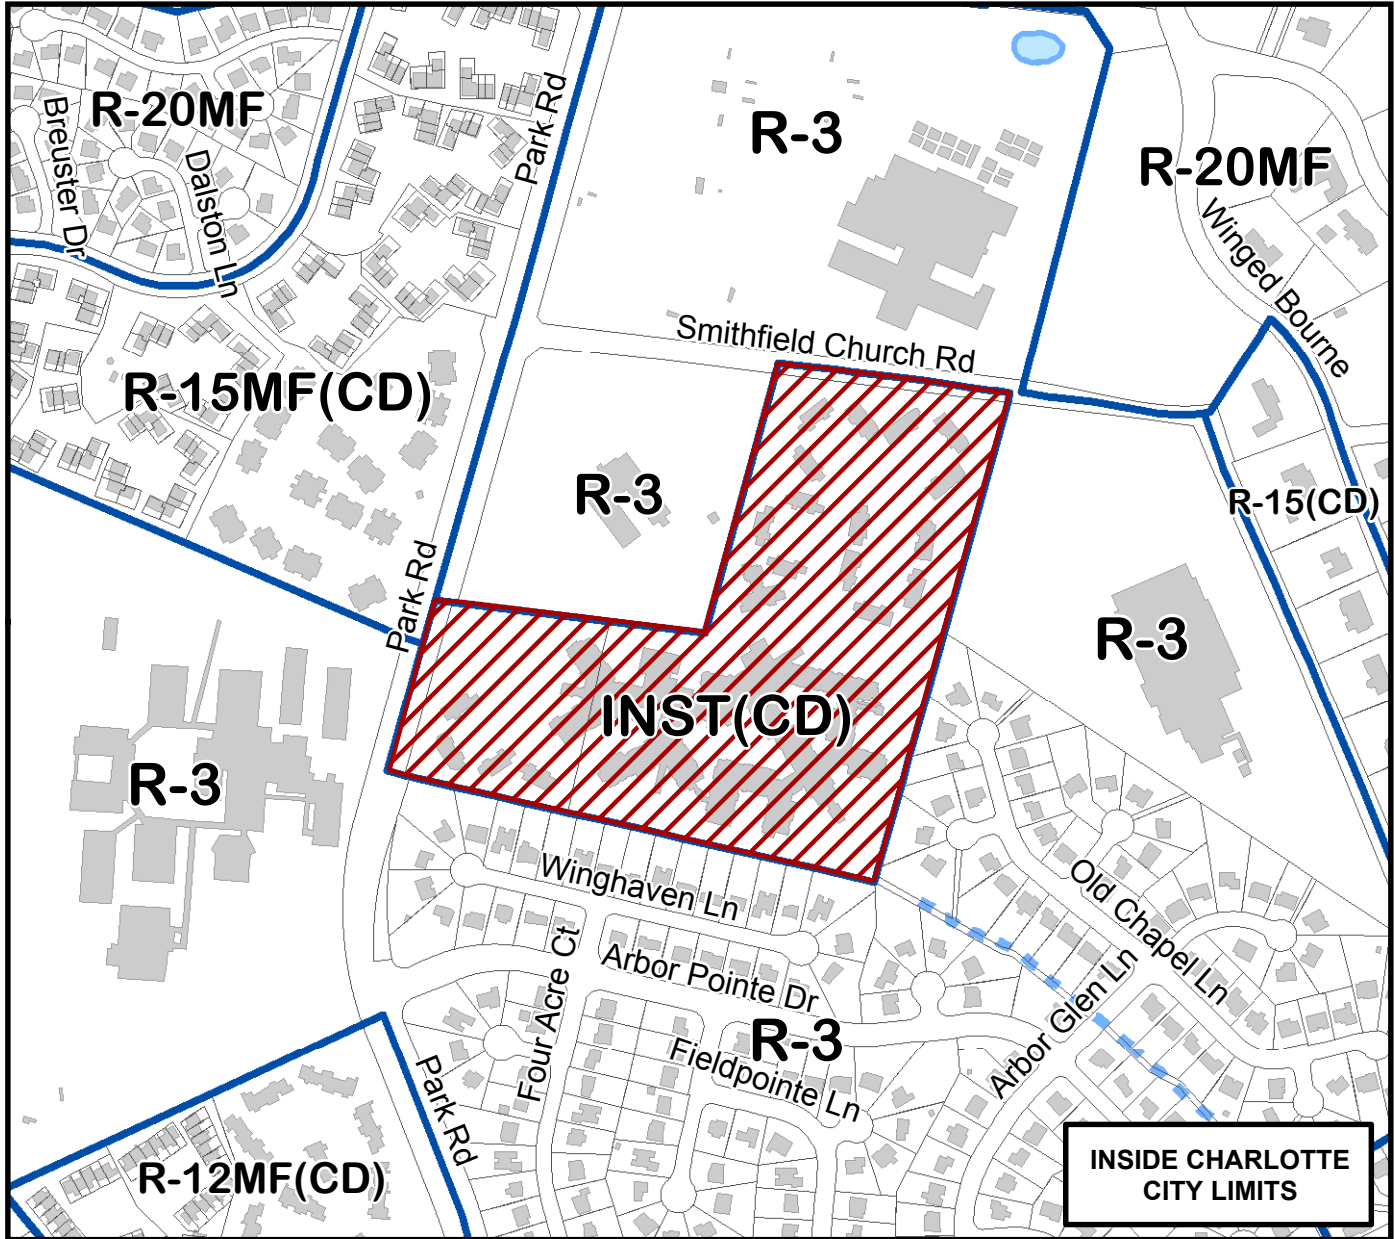 R-20MF
Breuster Dr
Dalston Ln
Park Rd
R-3
R-20MF
Winged Bourne
Smithfield Church Rd
R-15MF(CD)
R-3
R-15(CD)
Park Rd
R-3
INST(CD)
R-3
Winghaven Ln
Old Chapel Ln
Four Acre Ct
Arbor Pointe Dr
R-3
Arbor Glen Ln
Fieldpointe Ln
Park Rd
R-12MF(CD)
INSIDE CHARLOTTE
CITY LIMITS